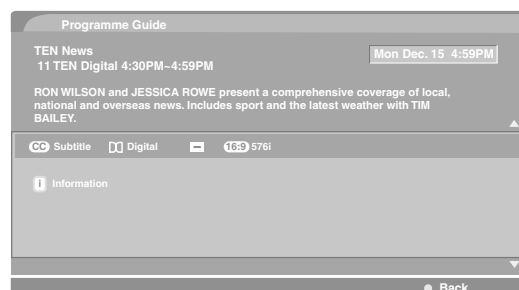 Programme Guide
TEN News
Mon Dec. 15 4:59PM
11 TEN Digital 4:30PM~4:59PM
RON WILSON and JESSICA ROWE present a comprehensive coverage of local,
national and overseas news. Includes sport and the latest weather with TIM
BAILEY.
CC Subtitle Digital 16:9 576i
i Information
Back